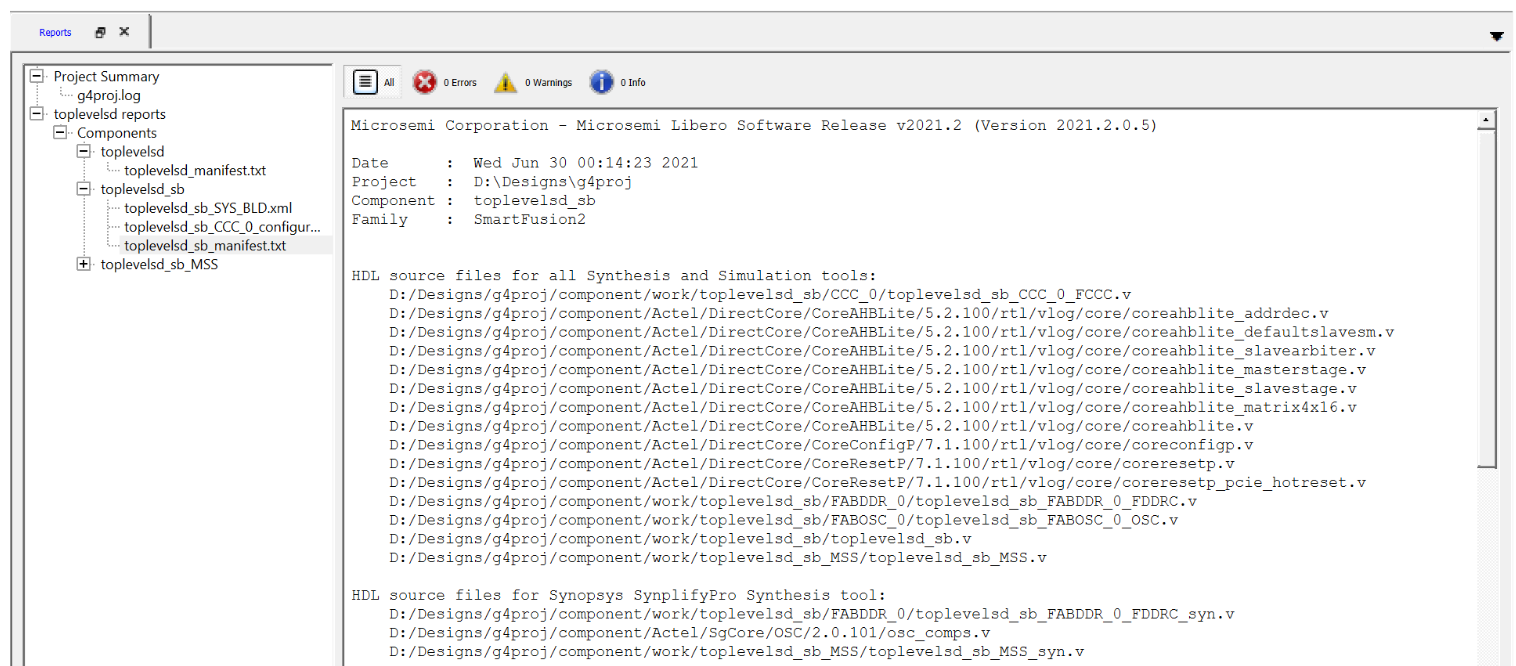 Reports
Project Summary
g4proj.log
toplevelsd reports
Components
toplevelsd
toplevelsd_manifest.txt
toplevelsd_sb
toplevelsd_sb_SYS_BLD.xml
toplevelsd_sb_CCC_0_configur...
toplevelsd_sb_manifest.txt
toplevelsd_sb_MSS
All 0 Errors 0 Warnings 0 Info
Microsemi Corporation - Microsemi Libero Software Release v2021.2 (Version 2021.2.0.5)
Date : Wed Jun 30 00:14:23 2021
Project : D:\Designs\g4proj
Component : toplevelsd_sb
Family : SmartFusion2
HDL source files for all Synthesis and Simulation tools:
D:/Designs/g4proj/component/work/toplevelsd_sb/CCC_0/toplevelsd_sb_CCC_0_FCCC.v
D:/Designs/g4proj/component/Actel/DirectCore/CoreAHBLite/5.2.100/rtl/vlog/core/coreahblite_addrdec.v
D:/Designs/g4proj/component/Actel/DirectCore/CoreAHBLite/5.2.100/rtl/vlog/core/coreahblite_defaultslavesm.v
D:/Designs/g4proj/component/Actel/DirectCore/CoreAHBLite/5.2.100/rtl/vlog/core/coreahblite_slavearbiter.v
D:/Designs/g4proj/component/Actel/DirectCore/CoreAHBLite/5.2.100/rtl/vlog/core/coreahblite_masterstage.v
D:/Designs/g4proj/component/Actel/DirectCore/CoreAHBLite/5.2.100/rtl/vlog/core/coreahblite_slavestage.v
D:/Designs/g4proj/component/Actel/DirectCore/CoreAHBLite/5.2.100/rtl/vlog/core/coreahblite_matrix4x16.v
D:/Designs/g4proj/component/Actel/DirectCore/CoreAHBLite/5.2.100/rtl/vlog/core/coreahblite.v
D:/Designs/g4proj/component/Actel/DirectCore/CoreConfigP/7.1.100/rtl/vlog/core/coreconfigp.v
D:/Designs/g4proj/component/Actel/DirectCore/CoreResetP/7.1.100/rtl/vlog/core/coreresetp.v
D:/Designs/g4proj/component/Actel/DirectCore/CoreResetP/7.1.100/rtl/vlog/core/coreresetp_pcie_hotreset.v
D:/Designs/g4proj/component/work/toplevelsd_sb/FABDDR_0/toplevelsd_sb_FABDDR_0_FDDRC.v
D:/Designs/g4proj/component/work/toplevelsd_sb/FABOSC_0/toplevelsd_sb_FABOSC_0_OSC.v
D:/Designs/g4proj/component/work/toplevelsd_sb/toplevelsd_sb.v
D:/Designs/g4proj/component/work/toplevelsd_sb_MSS/toplevelsd_sb_MSS.v
HDL source files for Synopsys SynplifyPro Synthesis tool:
D:/Designs/g4proj/component/work/toplevelsd_sb/FABDDR_0/toplevelsd_sb_FABDDR_0_FDDRC_syn.v
D:/Designs/g4proj/component/Actel/SgCore/OSC/2.0.101/osc_comps.v
D:/Designs/g4proj/component/work/toplevelsd_sb_MSS/toplevelsd_sb_MSS_syn.v